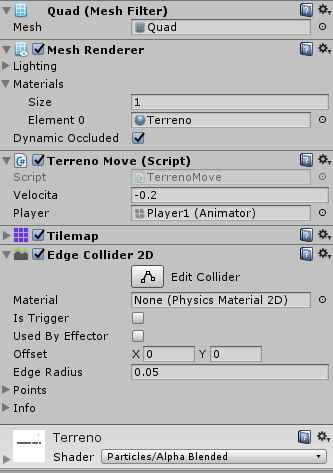 Quad (Mesh Filter)
Mesh Quad
Mesh Renderer
Lighting
Materials
Size 1
Element 0 Terreno
Dynamic Occluded
Terreno Move (Script)
Script TerrenoMove
Velocita -0.2
Player Player1 (Animator)
Tilemap
Edge Collider 2D
Edit Collider
Material None (Physics Material 2D)
Is Trigger
Used By Effector
Offset X 0 Y 0
Edge Radius 0.05
Points
Info
Terreno
Shader Particles/Alpha Blended